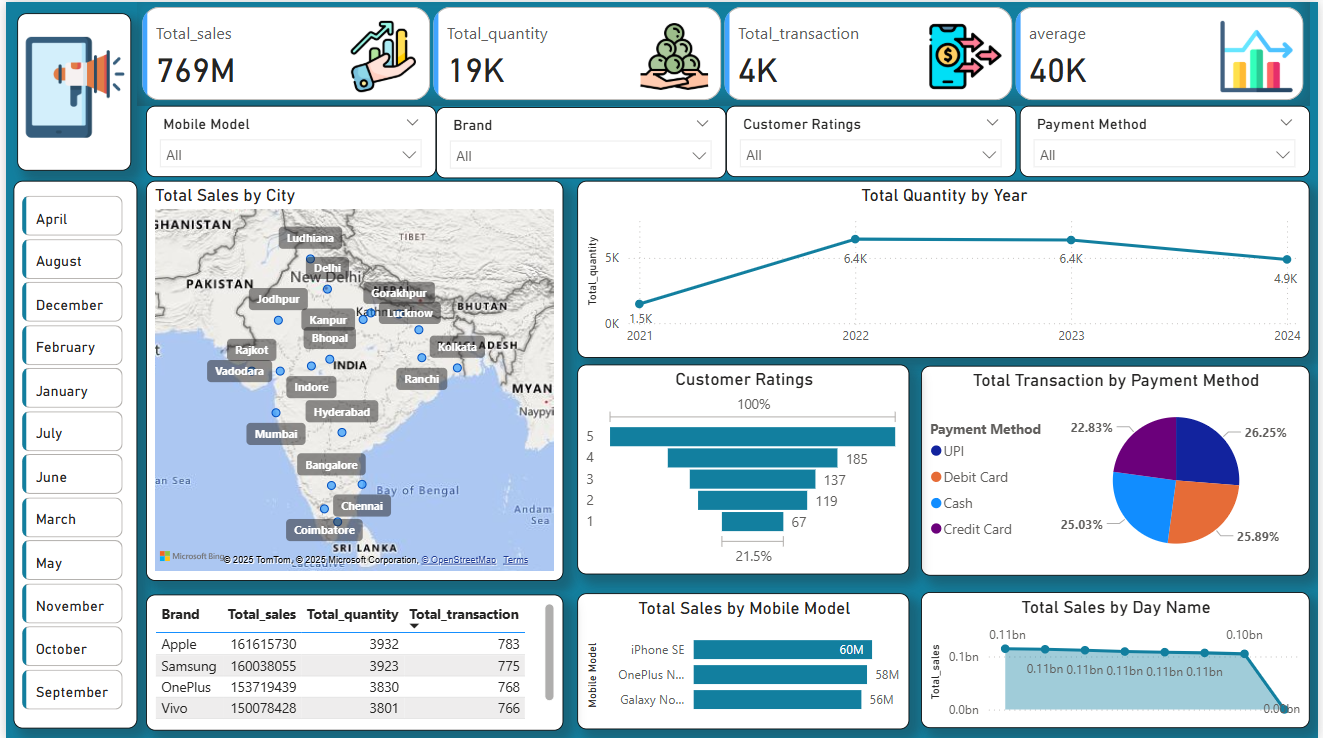 Total_sales
769M
Total_quantity
19K
Total_transaction
4K
average
40K
Mobile Model
All
Brand
All
Customer Ratings
All
Payment Method
All
April
August
December
February
January
July
June
March
May
November
October
September
Total Sales by City
GHANISTAN
TIBET
Ludhiana
Delhi
New Delhi
PAKISTAN
NEPAL
Gorakhpur
Jodhpur
BHUTAN
Lucknow
Kanpur
Bhopal
Rajkot
Kolkata
Vadodara
INDIA
Ranchi
Indore
MYAN
Naypyi
Hyderabad
Mumbai
Bangalore
an Sea
Bay of Bengal
Chennai
Andam
Sea
Coimbatore
SRI LANKA
Microsoft Bing
© 2025 TomTom, © 2025 Microsoft Corporation, © OpenStreetMap Terms
Total Quantity by Year
Total_quantity
5K
0K
1.5K
6.4K
6.4K
4.9K
2021
2022
2023
2024
Customer Ratings
100%
5
4
185
3
137
2
119
1
67
21.5%
Total Transaction by Payment Method
Payment Method
UPI
Debit Card
Cash
Credit Card
22.83%
26.25%
25.03%
25.89%
Brand Total_sales Total_quantity Total_transaction
Apple 161615730 3932 783
Samsung 160038055 3923 775
OnePlus 153719439 3830 768
Vivo 150078428 3801 766
Total Sales by Mobile Model
Mobile Model
iPhone SE 60M
OnePlus N... 58M
Galaxy No... 56M
Total Sales by Day Name
Total_sales
0.11bn
0.10bn
0.1bn
0.11bn 0.11bn 0.11bn 0.11bn 0.11bn
0.0bn